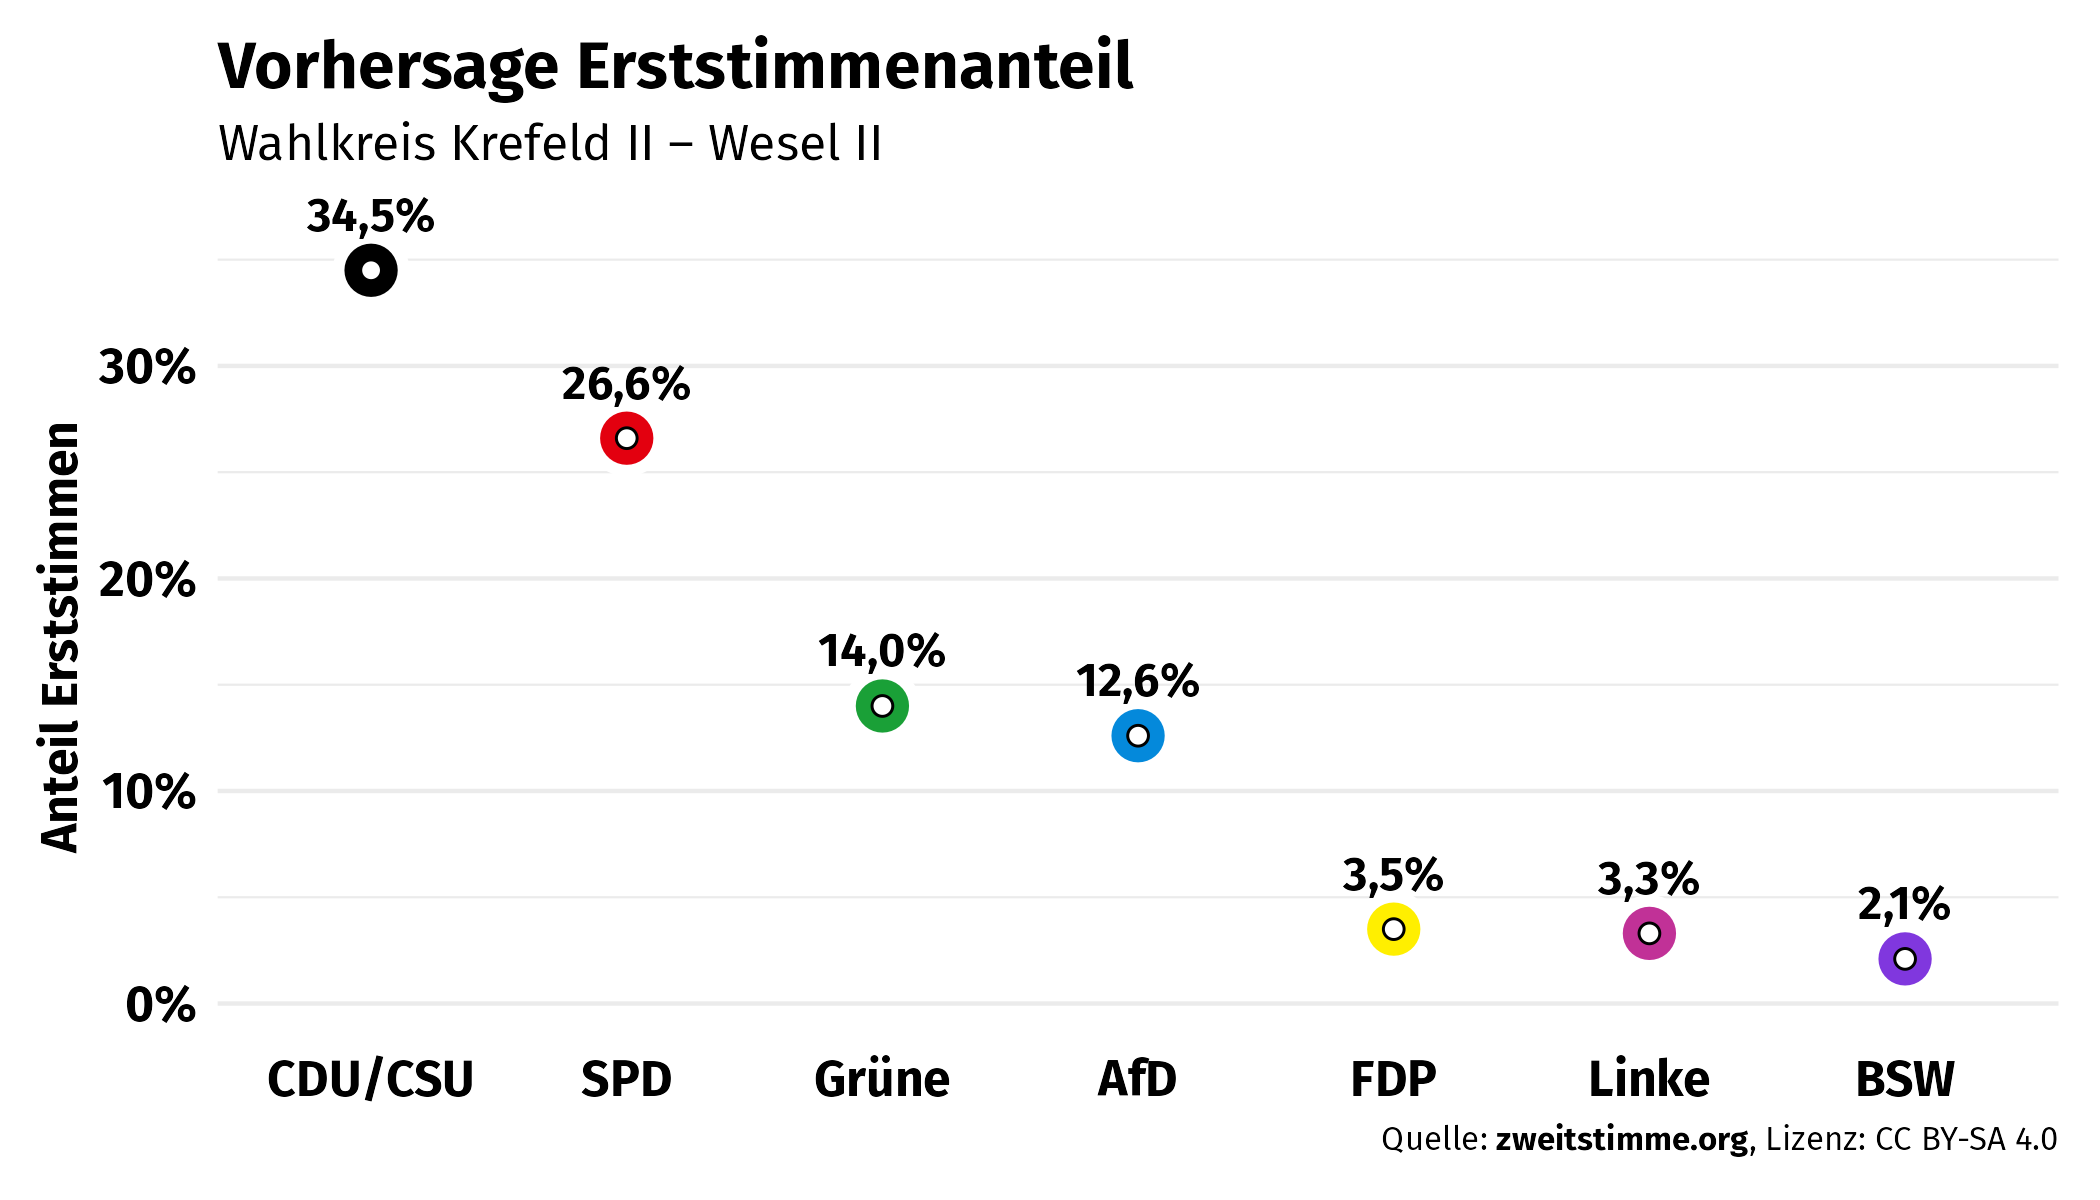 Vorhersage Erststimmenanteil
Wahlkreis Krefeld II – Wesel II
34,5%
30%
26,6%
Anteil Erststimmen
20%
14,0%
12,6%
10%
3,5%
3,3%
2,1%
0%
CDU/CSU SPD Grüne AfD FDP Linke BSW
Quelle: zweitstimme.org, Lizenz: CC BY-SA 4.0